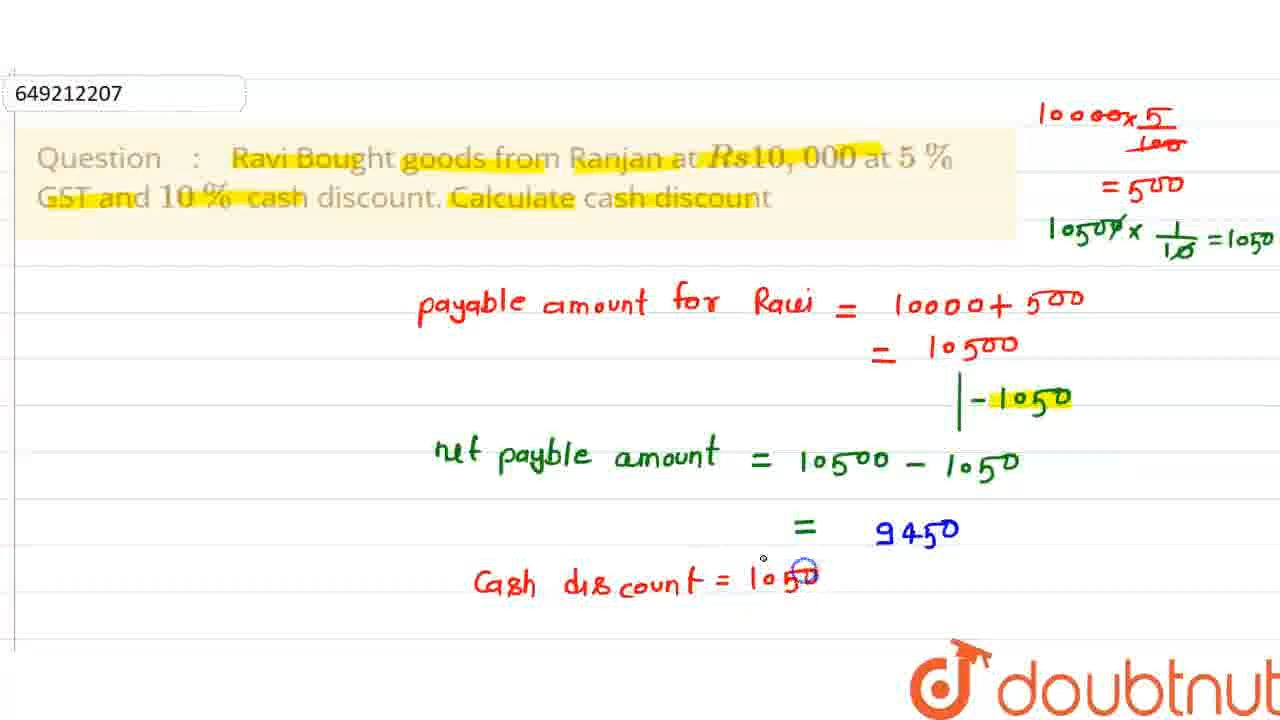 649212207
Question : Ravi Bought goods from Ranjan at Rs10,000 at 5 %
GST and 10 % cash discount. Calculate cash discount
10000 × 5/100
= 500
10500 × 1/10 = 1050
payable amount for Ravi = 10000 + 500
= 10500
- 1050
net payble amount = 10500 - 1050
= 9450
Cash discount = 1050
doubtnut